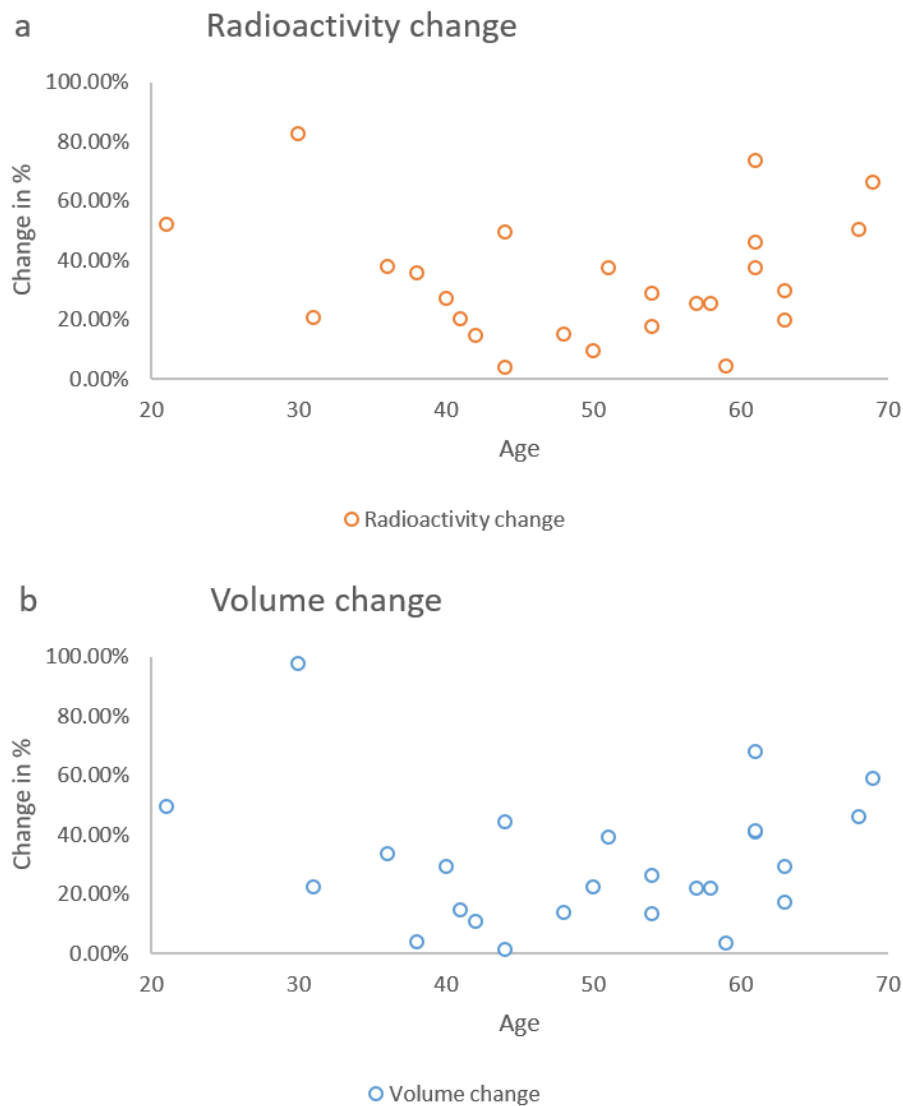 a Radioactivity change
100.00%
80.00%
60.00%
40.00%
20.00%
0.00%
Change in %
20 30 40 50 60 70
Age
Radioactivity change
b Volume change
100.00%
80.00%
60.00%
40.00%
20.00%
0.00%
Change in %
20 30 40 50 60 70
Age
Volume change